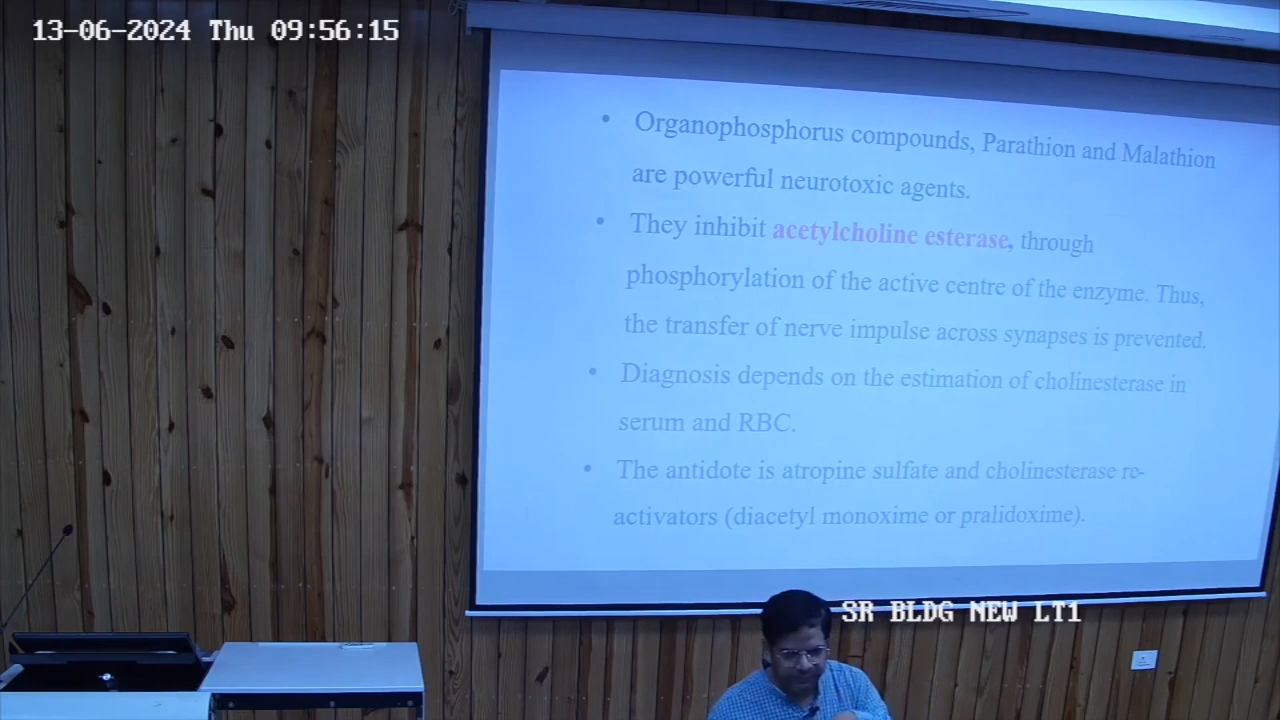 13-06-2024 Thu 09:56:15
• Organophosphorus compounds, Parathion and Malathion
are powerful neurotoxic agents.
• They inhibit acetylcholine esterase, through
phosphorylation of the active centre of the enzyme. Thus,
the transfer of nerve impulse across synapses is prevented.
• Diagnosis depends on the estimation of cholinesterase in
serum and RBC.
• The antidote is atropine sulfate and cholinesterase re-
activators (diacetyl monoxime or pralidoxime).
SR BLDG NEW LT1